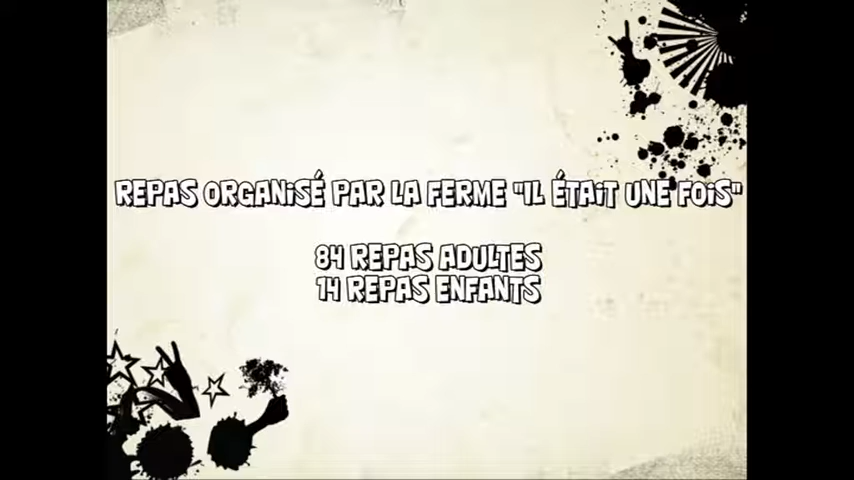 REPAS ORGANISÉ PAR LA FERME "IL ÉTAIT UNE FOIS"
84 REPAS ADULTES
14 REPAS ENFANTS